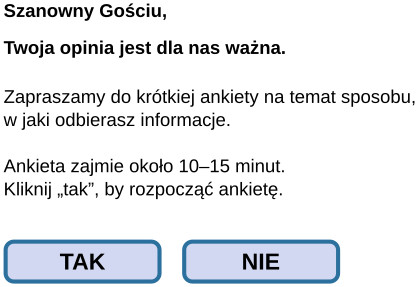 Szanowny Gościu,
Twoja opinia jest dla nas ważna.
Zapraszamy do krótkiej ankiety na temat sposobu,
w jaki odbierasz informacje.
Ankieta zajmie około 10–15 minut.
Kliknij „tak”, by rozpocząć ankietę.
TAK NIE